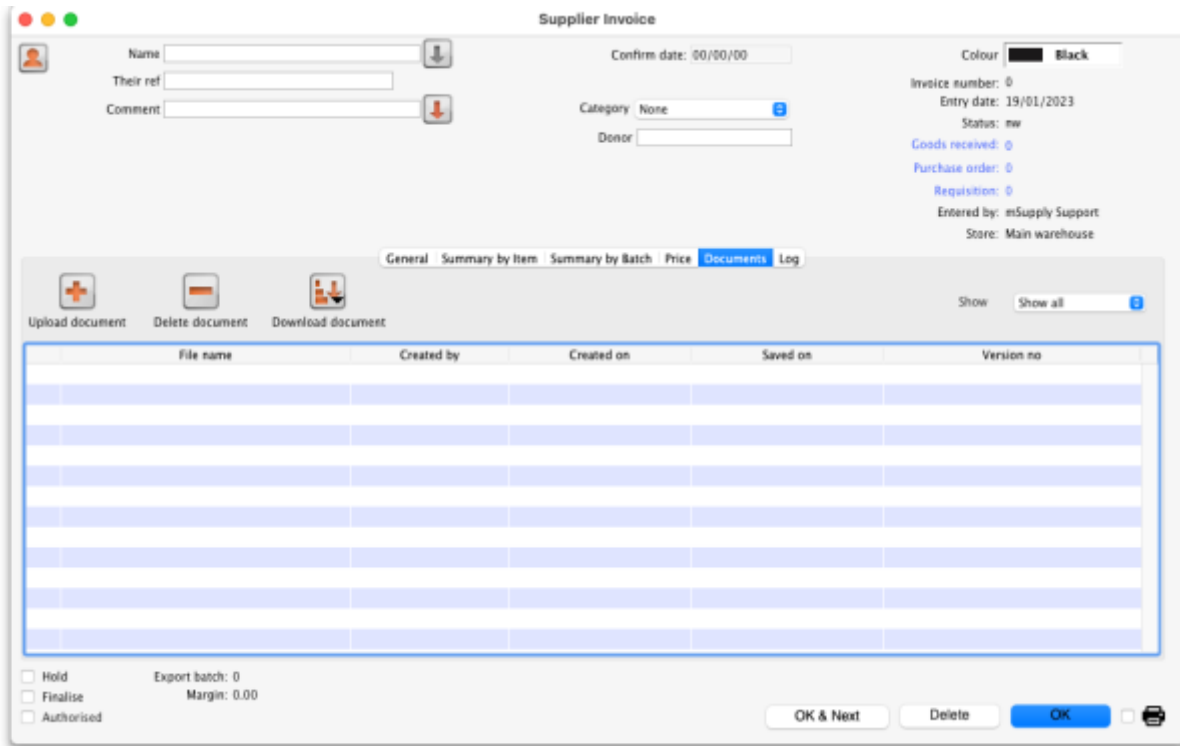 Supplier Invoice
Name
Confirm date: 00/00/00
Colour Black
Their ref
Invoice number: 0
Comment
Category None
Entry date: 19/01/2023
Status: nw
Donor
Goods received: 0
Purchase order: 0
Requisition: 0
Entered by: mSupply Support
Store: Main warehouse
General Summary by Item Summary by Batch Price Documents Log
Upload document Delete document Download document
Show Show all
File name Created by Created on Saved on Version no
Hold Export batch: 0
Finalise Margin: 0.00
Authorised
OK & Next Delete OK